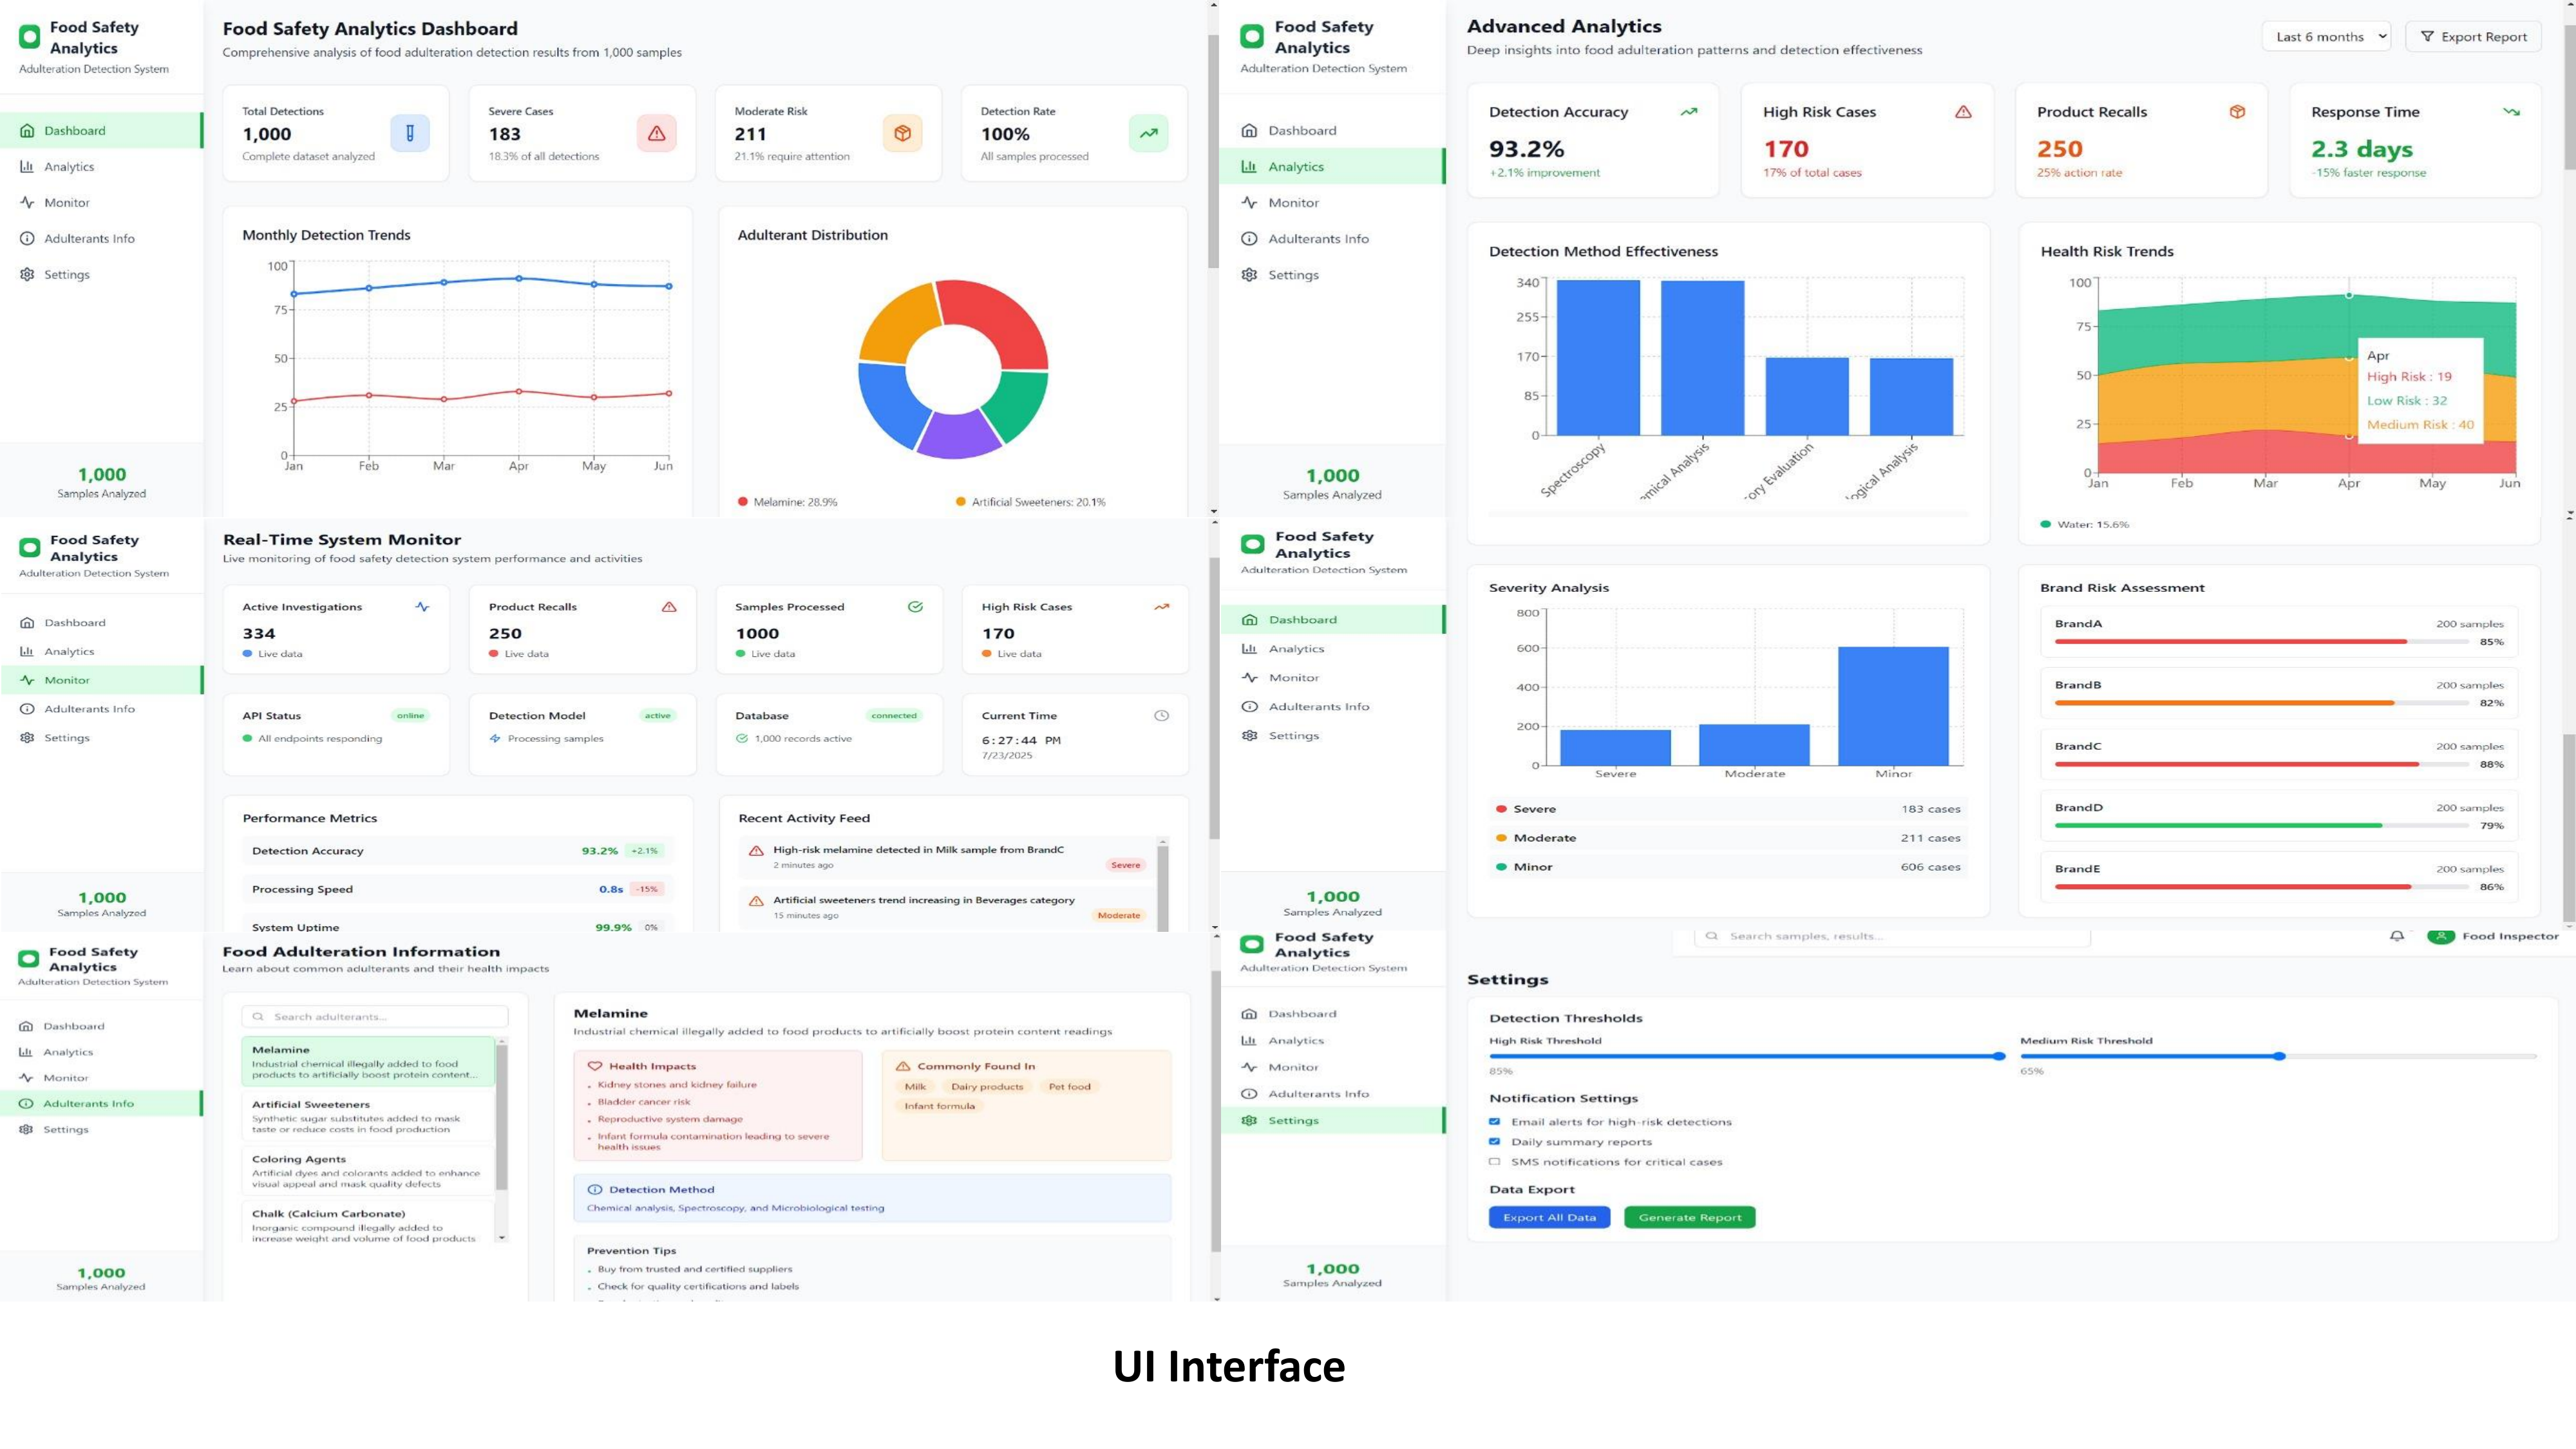 Food Safety
Analytics
Adulteration Detection System
Dashboard
Analytics
Monitor
Adulterants Info
Settings
1,000
Samples Analyzed
Food Safety Analytics Dashboard
Comprehensive analysis of food adulteration detection results from 1,000 samples
Total Detections
1,000
Complete dataset analyzed
Severe Cases
183
18.3% of all detections
Moderate Risk
211
21.1% require attention
Detection Rate
100%
All samples processed
Monthly Detection Trends
100
75
50
25
0
Jan Feb Mar Apr May Jun
Adulterant Distribution
Melamine: 28.9%
Artificial Sweeteners: 20.1%
Food Safety
Analytics
Adulteration Detection System
Dashboard
Analytics
Monitor
Adulterants Info
Settings
1,000
Samples Analyzed
Advanced Analytics
Deep insights into food adulteration patterns and detection effectiveness
Last 6 months
Export Report
Detection Accuracy
93.2%
+2.1% improvement
High Risk Cases
170
17% of total cases
Product Recalls
250
25% action rate
Response Time
2.3 days
-15% faster response
Detection Method Effectiveness
340
255
170
85
0
Spectroscopy
mical Analysis
ory Evaluation
ogical Analysis
Health Risk Trends
100
75
50
25
0
Jan Feb Mar Apr May Jun
Apr
High Risk : 19
Low Risk : 32
Medium Risk : 40
Food Safety
Analytics
Adulteration Detection System
Dashboard
Analytics
Monitor
Adulterants Info
Settings
1,000
Samples Analyzed
Real-Time System Monitor
Live monitoring of food safety detection system performance and activities
Active Investigations
334
Live data
Product Recalls
250
Live data
Samples Processed
1000
Live data
High Risk Cases
170
Live data
API Status
online
All endpoints responding
Detection Model
active
Processing samples
Database
connected
1,000 records active
Current Time
6:27:44 PM
7/23/2025
Performance Metrics
Detection Accuracy 93.2% +2.1%
Processing Speed 0.8s -15%
System Uptime 99.9% 0%
Recent Activity Feed
High-risk melamine detected in Milk sample from BrandC
2 minutes ago
Severe
Artificial sweeteners trend increasing in Beverages category
15 minutes ago
Moderate
Food Safety
Analytics
Adulteration Detection System
Dashboard
Analytics
Monitor
Adulterants Info
Settings
1,000
Samples Analyzed
Water: 15.6%
Severity Analysis
800
600
400
200
0
Severe Moderate Minor
Severe 183 cases
Moderate 211 cases
Minor 606 cases
Brand Risk Assessment
BrandA 200 samples
85%
BrandB 200 samples
82%
BrandC 200 samples
88%
BrandD 200 samples
79%
BrandE 200 samples
86%
Food Safety
Analytics
Adulteration Detection System
Dashboard
Analytics
Monitor
Adulterants Info
Settings
1,000
Samples Analyzed
Food Adulteration Information
Learn about common adulterants and their health impacts
Search adulterants...
Melamine
Industrial chemical illegally added to food
products to artificially boost protein content...
Artificial Sweeteners
Synthetic sugar substitutes added to mask
taste or reduce costs in food production
Coloring Agents
Artificial dyes and colorants added to enhance
visual appeal and mask quality defects
Chalk (Calcium Carbonate)
Inorganic compound illegally added to
increase weight and volume of food products
Melamine
Industrial chemical illegally added to food products to artificially boost protein content readings
Health Impacts
Kidney stones and kidney failure
Bladder cancer risk
Reproductive system damage
Infant formula contamination leading to severe
health issues
Commonly Found In
Milk Dairy products Pet food
Infant formula
Detection Method
Chemical analysis, Spectroscopy, and Microbiological testing
Prevention Tips
Buy from trusted and certified suppliers
Check for quality certifications and labels
Food Safety
Analytics
Adulteration Detection System
Dashboard
Analytics
Monitor
Adulterants Info
Settings
1,000
Samples Analyzed
Search samples, results...
Food Inspector
Settings
Detection Thresholds
High Risk Threshold
85%
Medium Risk Threshold
65%
Notification Settings
Email alerts for high-risk detections
Daily summary reports
SMS notifications for critical cases
Data Export
Export All Data
Generate Report
UI Interface